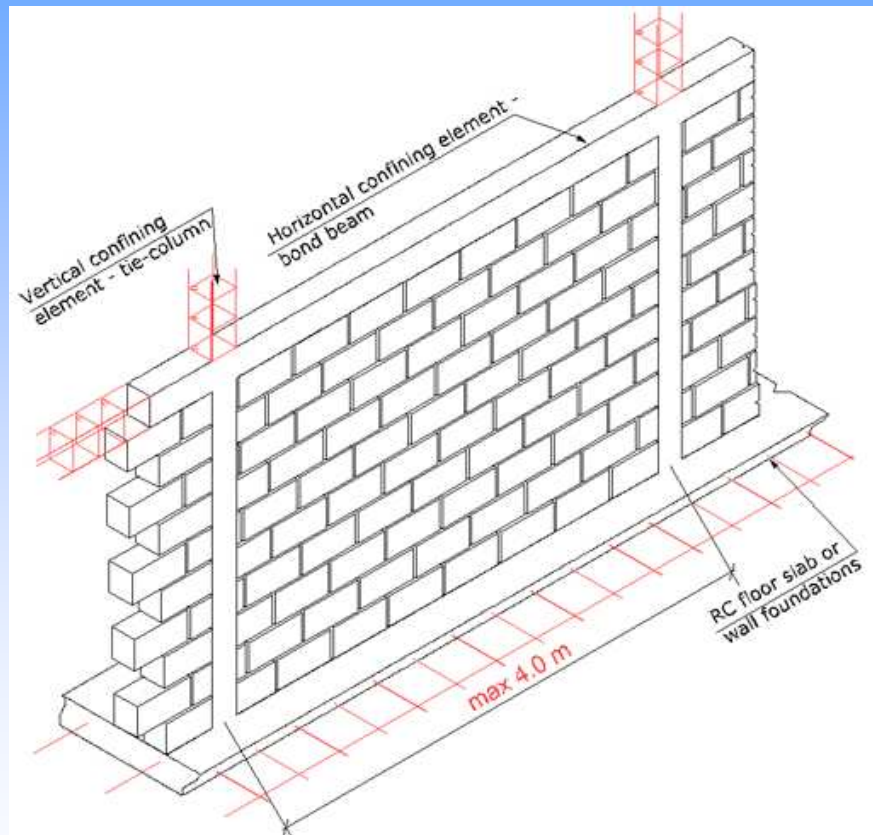 Horizontal confining element -
bond beam
Vertical confining
element - tie-column
RC floor slab or
wall foundations
max 4.0 m